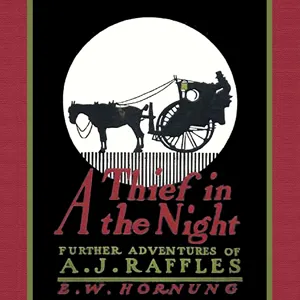 A Thief in
the Night
FURTHER ADVENTURES OF
A.J. RAFFLES
E.W. HORNUNG